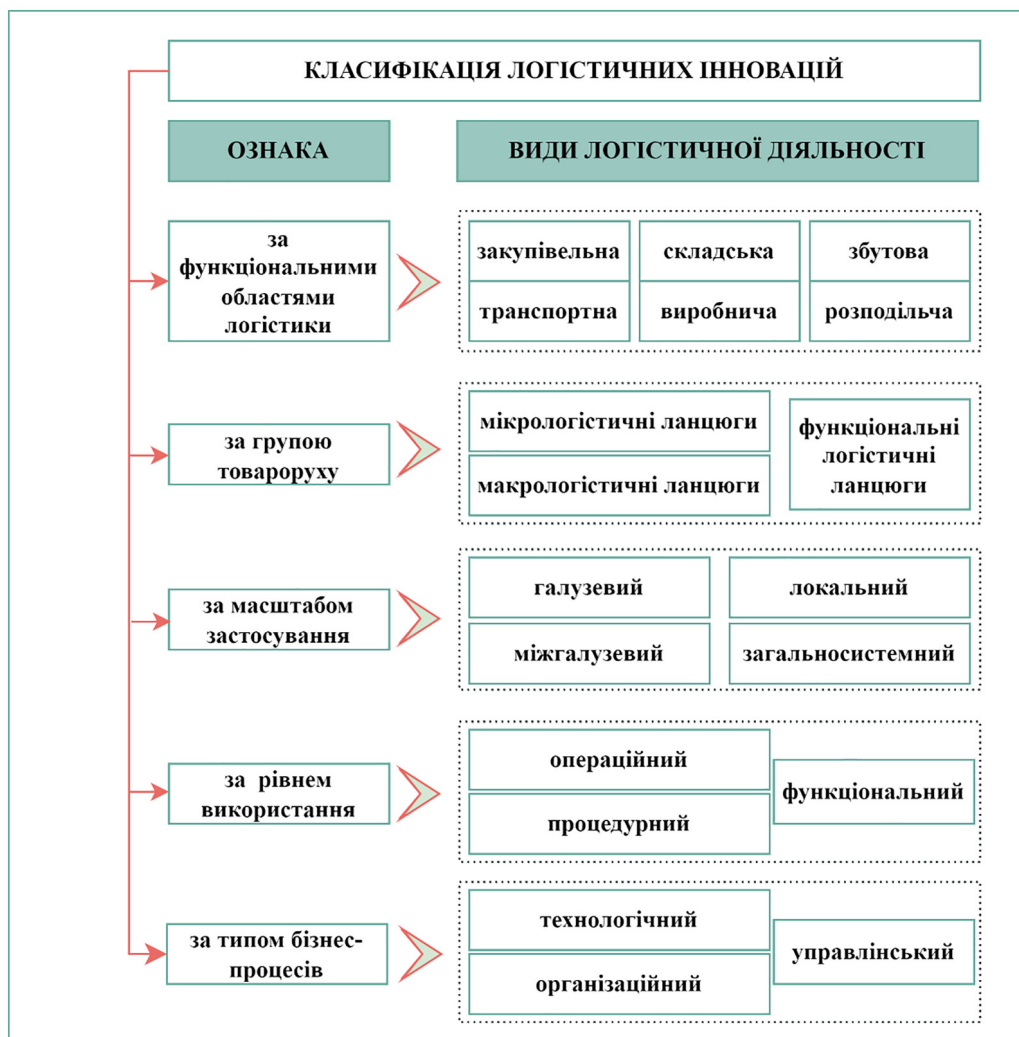 КЛАСИФІКАЦІЯ ЛОГІСТИЧНИХ ІННОВАЦІЙ
ОЗНАКА
ВИДИ ЛОГІСТИЧНОЇ ДІЯЛЬНОСТІ
за
функціональними
областями
логістики
закупівельна
складська
збутова
транспортна
виробнича
розподільча
за групою
товароруху
мікрологістичні ланцюги
макрологістичні ланцюги
функціональні
логістичні
ланцюги
за масштабом
застосування
галузевий
локальний
міжгалузевий
загальносистемний
за рівнем
використання
операційний
процедурний
функціональний
за типом бізнес-
процесів
технологічний
організаційний
управлінський